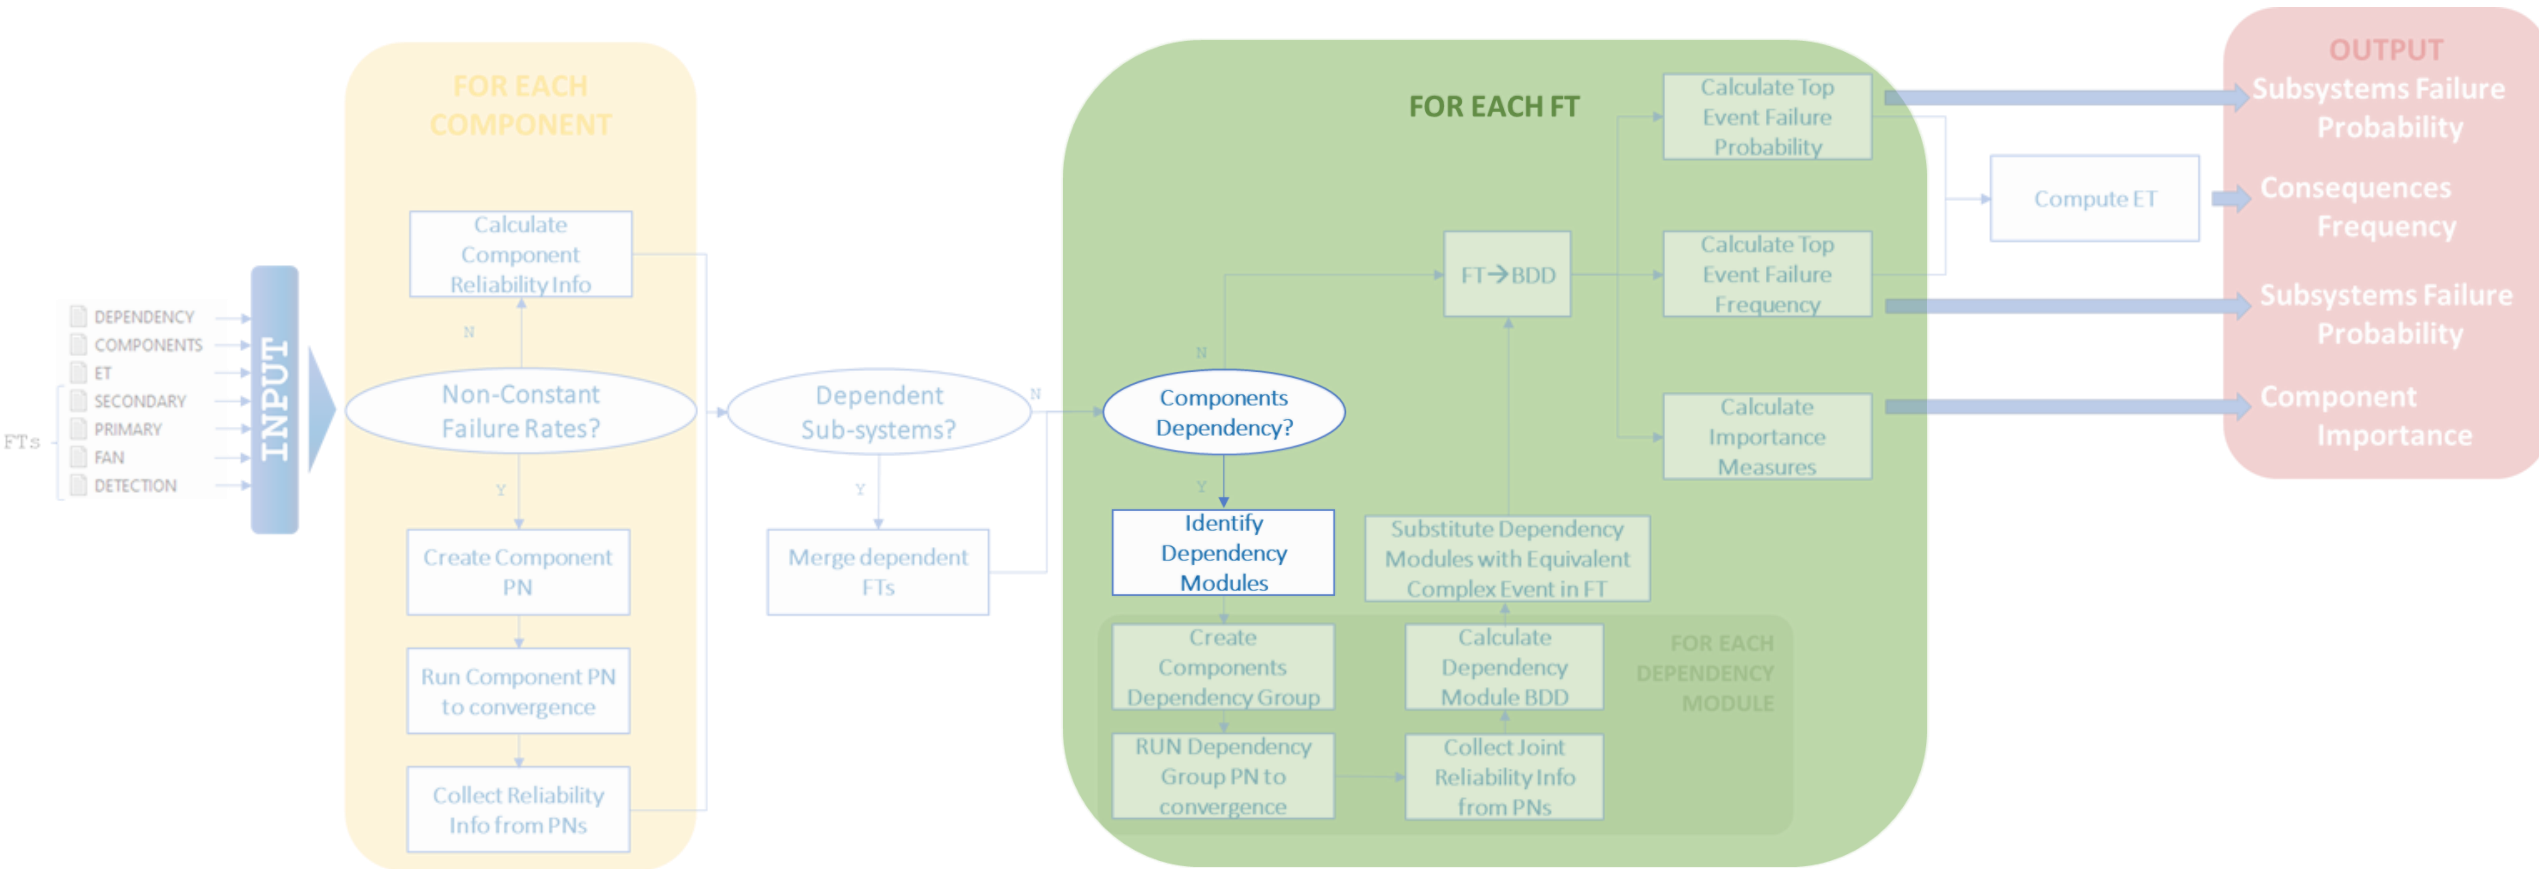 DEPENDENCY
COMPONENTS
ET
SECONDARY
PRIMARY
FAN
DETECTION
FTs
INPUT
FOR EACH
COMPONENT
Calculate
Component
Reliability Info
N
Non-Constant
Failure Rates?
Y
Create Component
PN
Run Component PN
to convergence
Collect Reliability
Info from PNs
Dependent
Sub-systems?
N
Y
Merge dependent
FTs
FOR EACH FT
N
Components
Dependency?
Y
Identify
Dependency
Modules
Create
Components
Dependency Group
RUN Dependency
Group PN to
convergence
Collect Joint
Reliability Info
from PNs
Calculate
Dependency
Module BDD
FOR EACH
DEPENDENCY
MODULE
Substitute Dependency
Modules with Equivalent
Complex Event in FT
FT→BDD
Calculate Top
Event Failure
Probability
Calculate Top
Event Failure
Frequency
Calculate
Importance
Measures
Compute ET
OUTPUT
Subsystems Failure
Probability
Consequences
Frequency
Subsystems Failure
Probability
Component
Importance